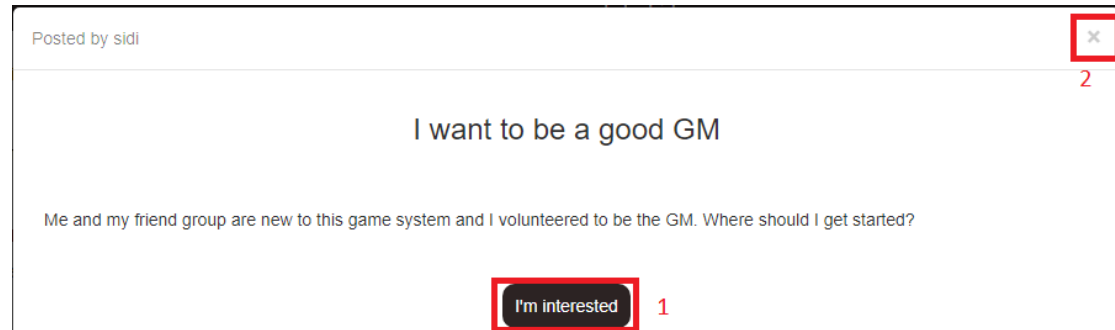 Posted by sidi
×
2
I want to be a good GM
Me and my friend group are new to this game system and I volunteered to be the GM. Where should I get started?
I'm interested
1